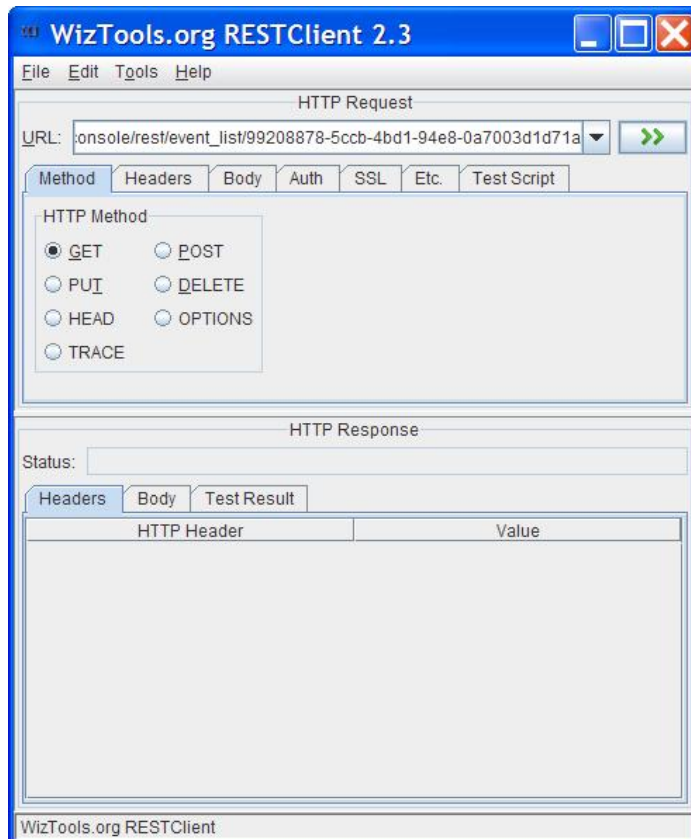 WizTools.org RESTClient 2.3
File Edit Tools Help
HTTP Request
URL: :onsole/rest/event_list/99208878-5ccb-4bd1-94e8-0a7003d1d71a >>
Method Headers Body Auth SSL Etc. Test Script
HTTP Method
GET POST
PUT DELETE
HEAD OPTIONS
TRACE
HTTP Response
Status:
Headers Body Test Result
HTTP Header Value
WizTools.org RESTClient